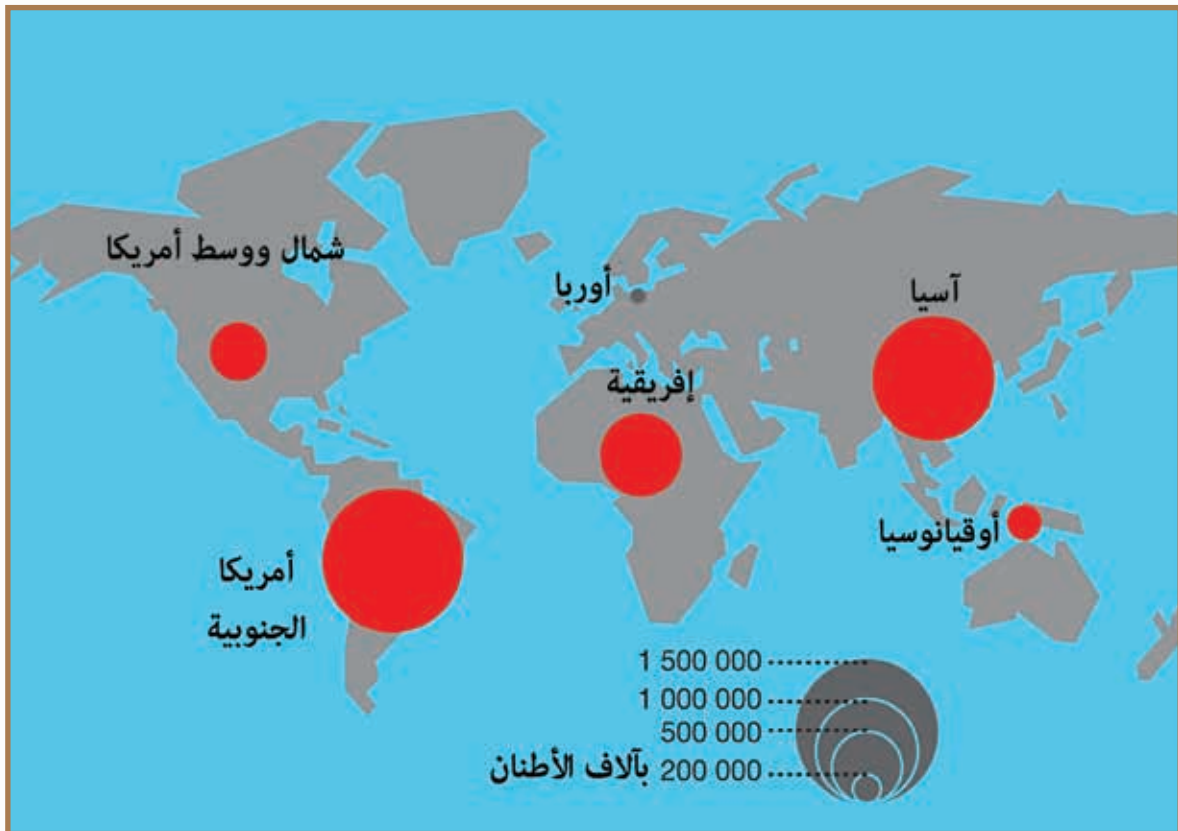 شمال ووسط أمريكا
أوربا
آسيا
إفريقية
أوقيانوسيا
أمريكا
الجنوبية
1 500 000
1 000 000
500 000
200 000 بآلاف الأطنان